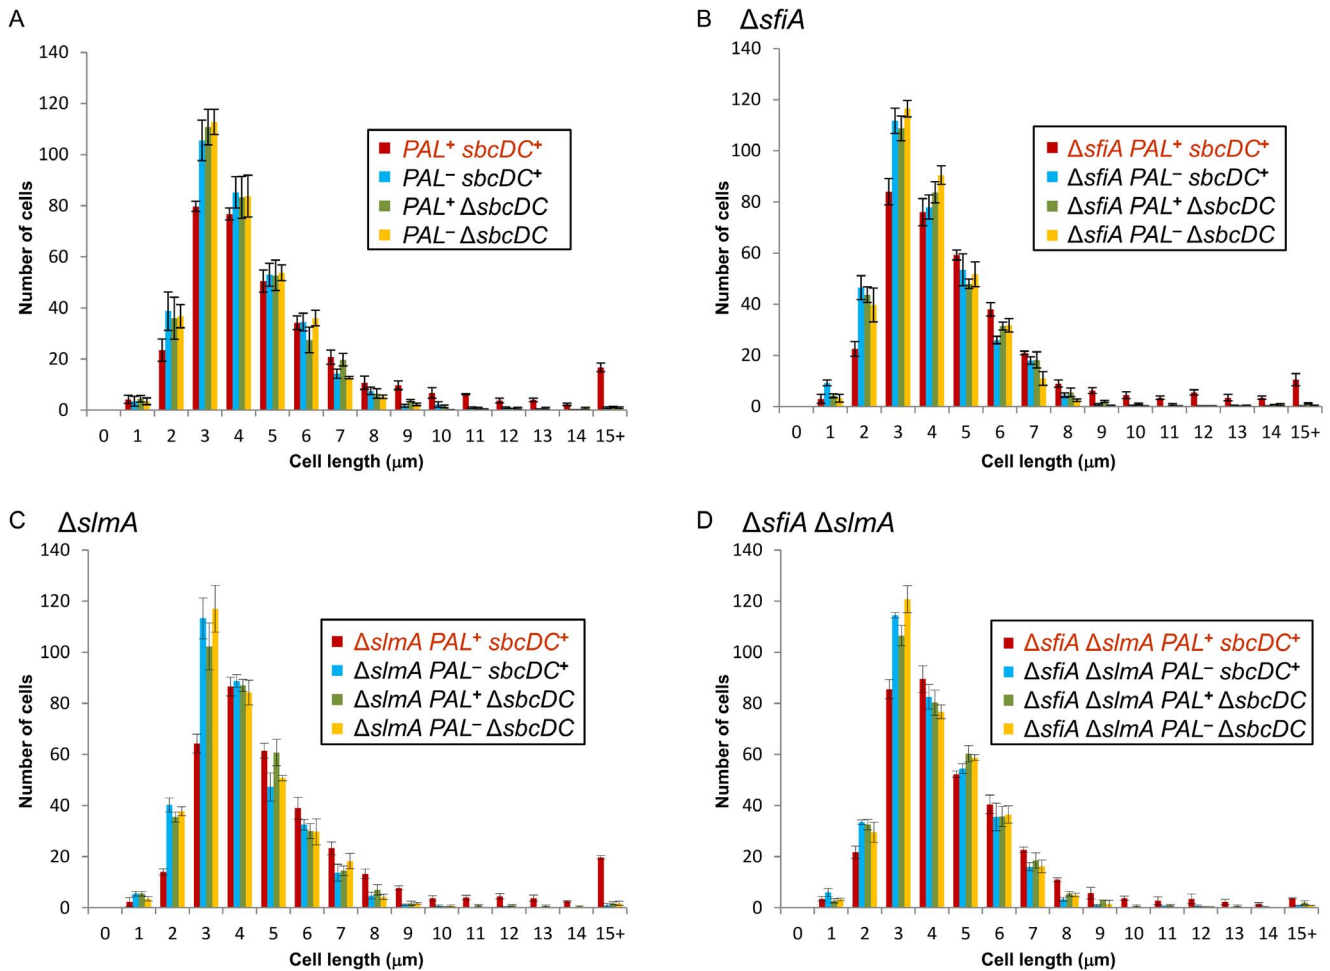 A
140
120
100
80
60
40
20
0
Number of cells
PAL⁺ sbcDC⁺
PAL⁻ sbcDC⁺
PAL⁺ ΔsbcDC
PAL⁻ ΔsbcDC
0 1 2 3 4 5 6 7 8 9 10 11 12 13 14 15+
Cell length (μm)
B ΔsfiA
140
120
100
80
60
40
20
0
Number of cells
ΔsfiA PAL⁺ sbcDC⁺
ΔsfiA PAL⁻ sbcDC⁺
ΔsfiA PAL⁺ ΔsbcDC
ΔsfiA PAL⁻ ΔsbcDC
0 1 2 3 4 5 6 7 8 9 10 11 12 13 14 15+
Cell length (μm)
C ΔslmA
140
120
100
80
60
40
20
0
Number of cells
ΔslmA PAL⁺ sbcDC⁺
ΔslmA PAL⁻ sbcDC⁺
ΔslmA PAL⁺ ΔsbcDC
ΔslmA PAL⁻ ΔsbcDC
0 1 2 3 4 5 6 7 8 9 10 11 12 13 14 15+
Cell length (μm)
D ΔsfiA ΔslmA
140
120
100
80
60
40
20
0
Number of cells
ΔsfiA ΔslmA PAL⁺ sbcDC⁺
ΔsfiA ΔslmA PAL⁻ sbcDC⁺
ΔsfiA ΔslmA PAL⁺ ΔsbcDC
ΔsfiA ΔslmA PAL⁻ ΔsbcDC
0 1 2 3 4 5 6 7 8 9 10 11 12 13 14 15+
Cell length (μm)